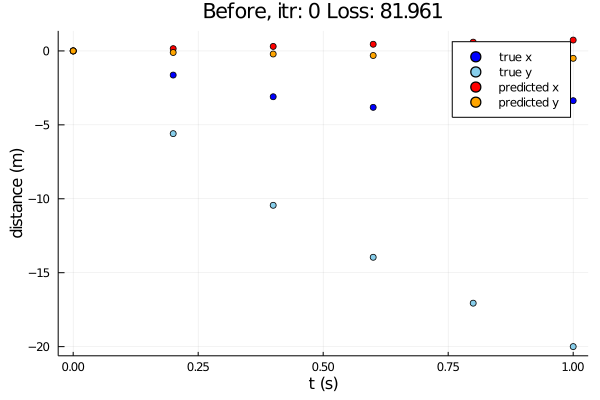 Before, itr: 0 Loss: 81.961
0
−5
−10
−15
−20
distance (m)
true x
true y
predicted x
predicted y
0.00
0.25
0.50
0.75
1.00
t (s)